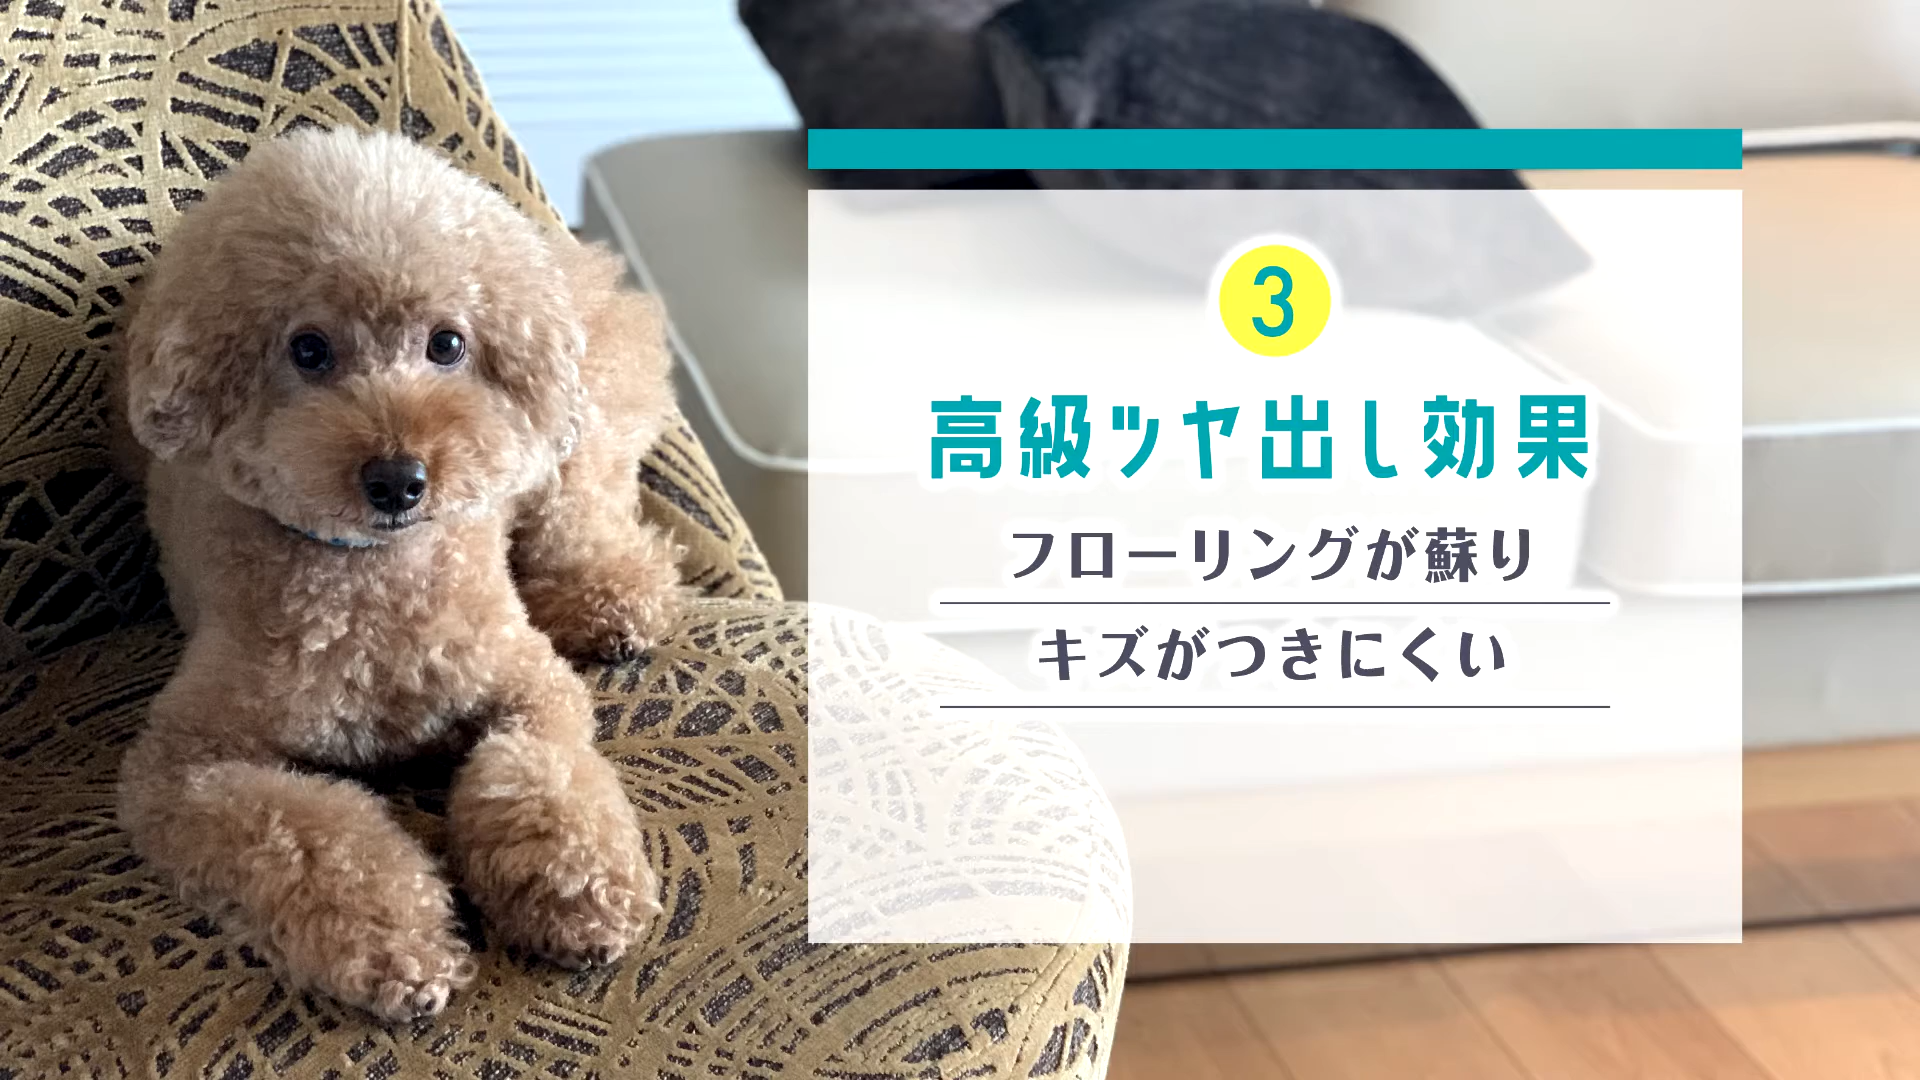 3
高級ツヤ出し効果
フローリングが蘇り
キズがつきにくい